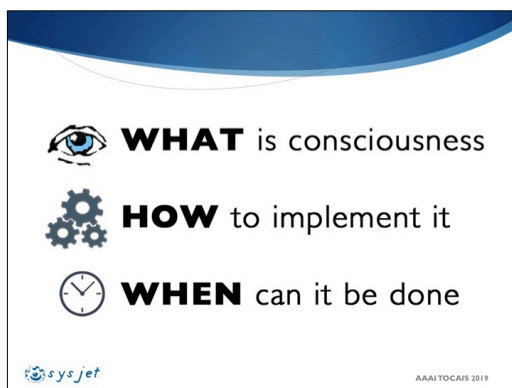 WHAT is consciousness
HOW to implement it
WHEN can it be done
sysjet
AAAI TOCAIS 2019